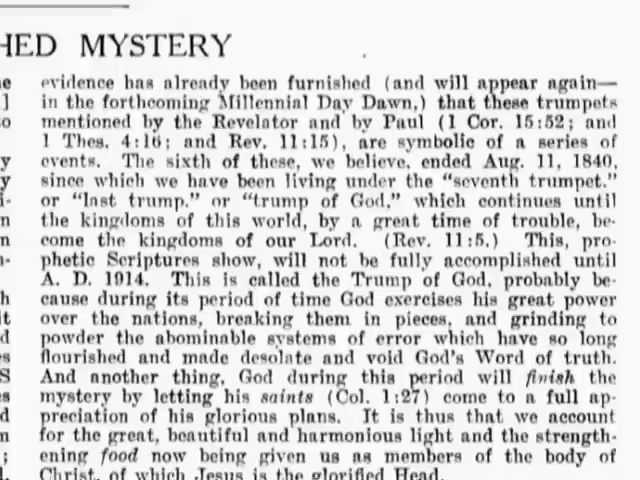 HED MYSTERY
evidence has already been furnished (and will appear again—
in the forthcoming Millennial Day Dawn,) that these trumpets
mentioned by the Revelator and by Paul (1 Cor. 15:52; and
1 Thes. 4:16; and Rev. 11:15), are symbolic of a series of
events. The sixth of these, we believe, ended Aug. 11, 1840,
since which we have been living under the "seventh trumpet."
or "last trump." or "trump of God," which continues until
the kingdoms of this world, by a great time of trouble, be-
come the kingdoms of our Lord. (Rev. 11:5.) This, pro-
phetic Scriptures show, will not be fully accomplished until
A. D. 1914. This is called the Trump of God, probably be-
cause during its period of time God exercises his great power
over the nations, breaking them in pieces, and grinding to
powder the abominable systems of error which have so long
flourished and made desolate and void God's Word of truth.
And another thing, God during this period will finish the
mystery by letting his saints (Col. 1:27) come to a full ap-
preciation of his glorious plans. It is thus that we account
for the great, beautiful and harmonious light and the strength-
ening food now being given us as members of the body of
Christ, of which Jesus is the glorified Head.